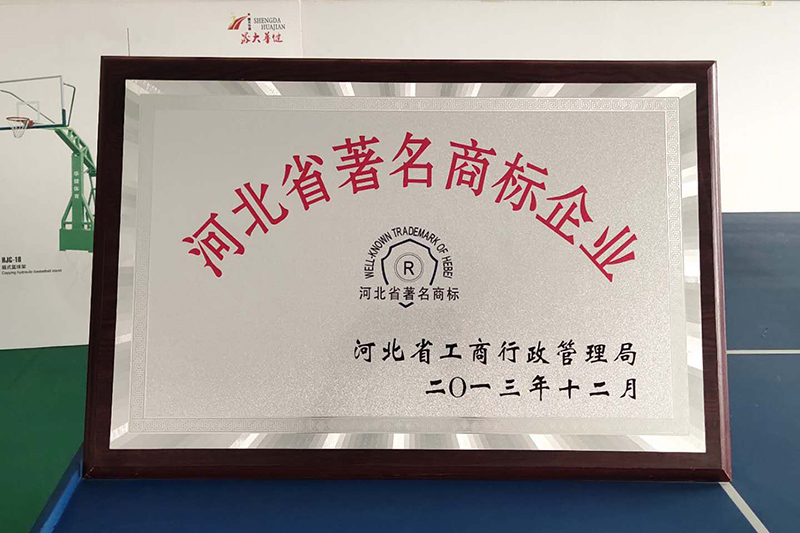 SHENGDA
HUAJIAN
河北省著名商标企业
WELL-KNOWN TRADEMARK OF HEBEI
R
河北省著名商标
河北省工商行政管理局
二〇一三年十二月
HJC-18